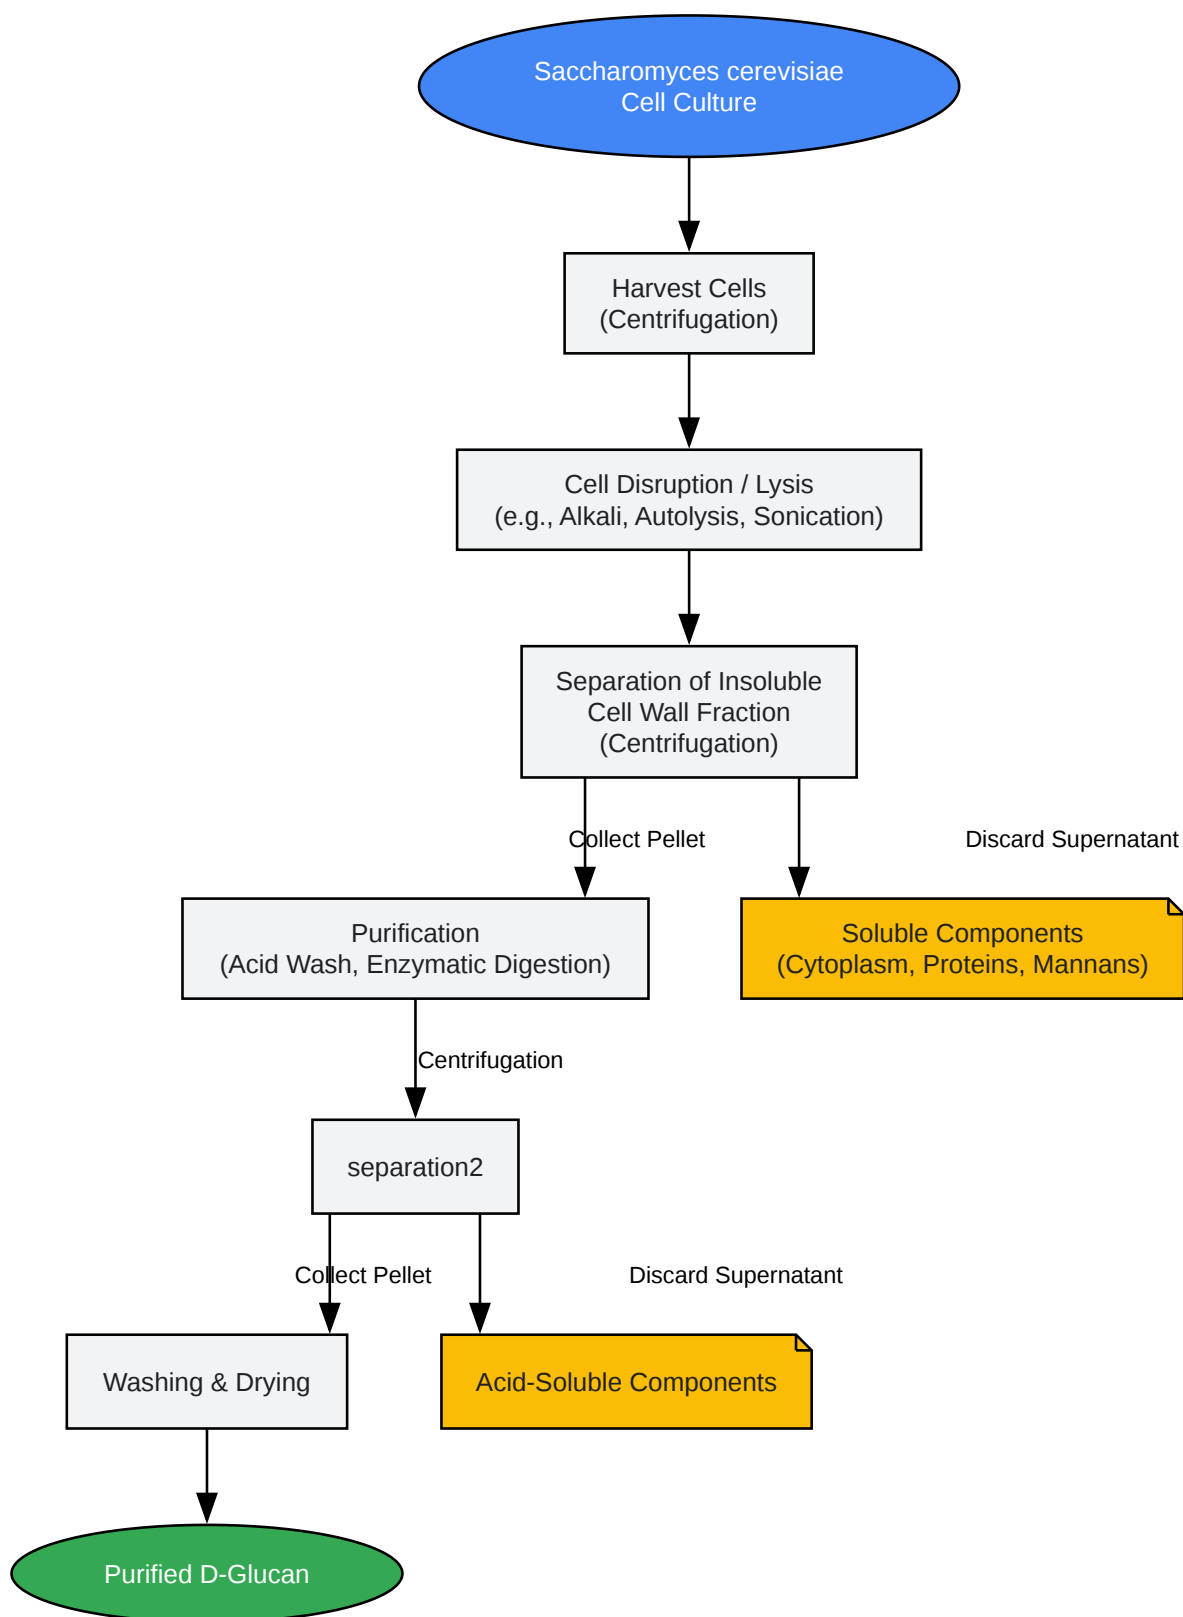 Saccharomyces cerevisiae
Cell Culture
Harvest Cells
(Centrifugation)
Cell Disruption / Lysis
(e.g., Alkali, Autolysis, Sonication)
Separation of Insoluble
Cell Wall Fraction
(Centrifugation)
Collect Pellet
Discard Supernatant
Purification
(Acid Wash, Enzymatic Digestion)
Soluble Components
(Cytoplasm, Proteins, Mannans)
Centrifugation
separation2
Collect Pellet
Discard Supernatant
Washing & Drying
Acid-Soluble Components
Purified D-Glucan